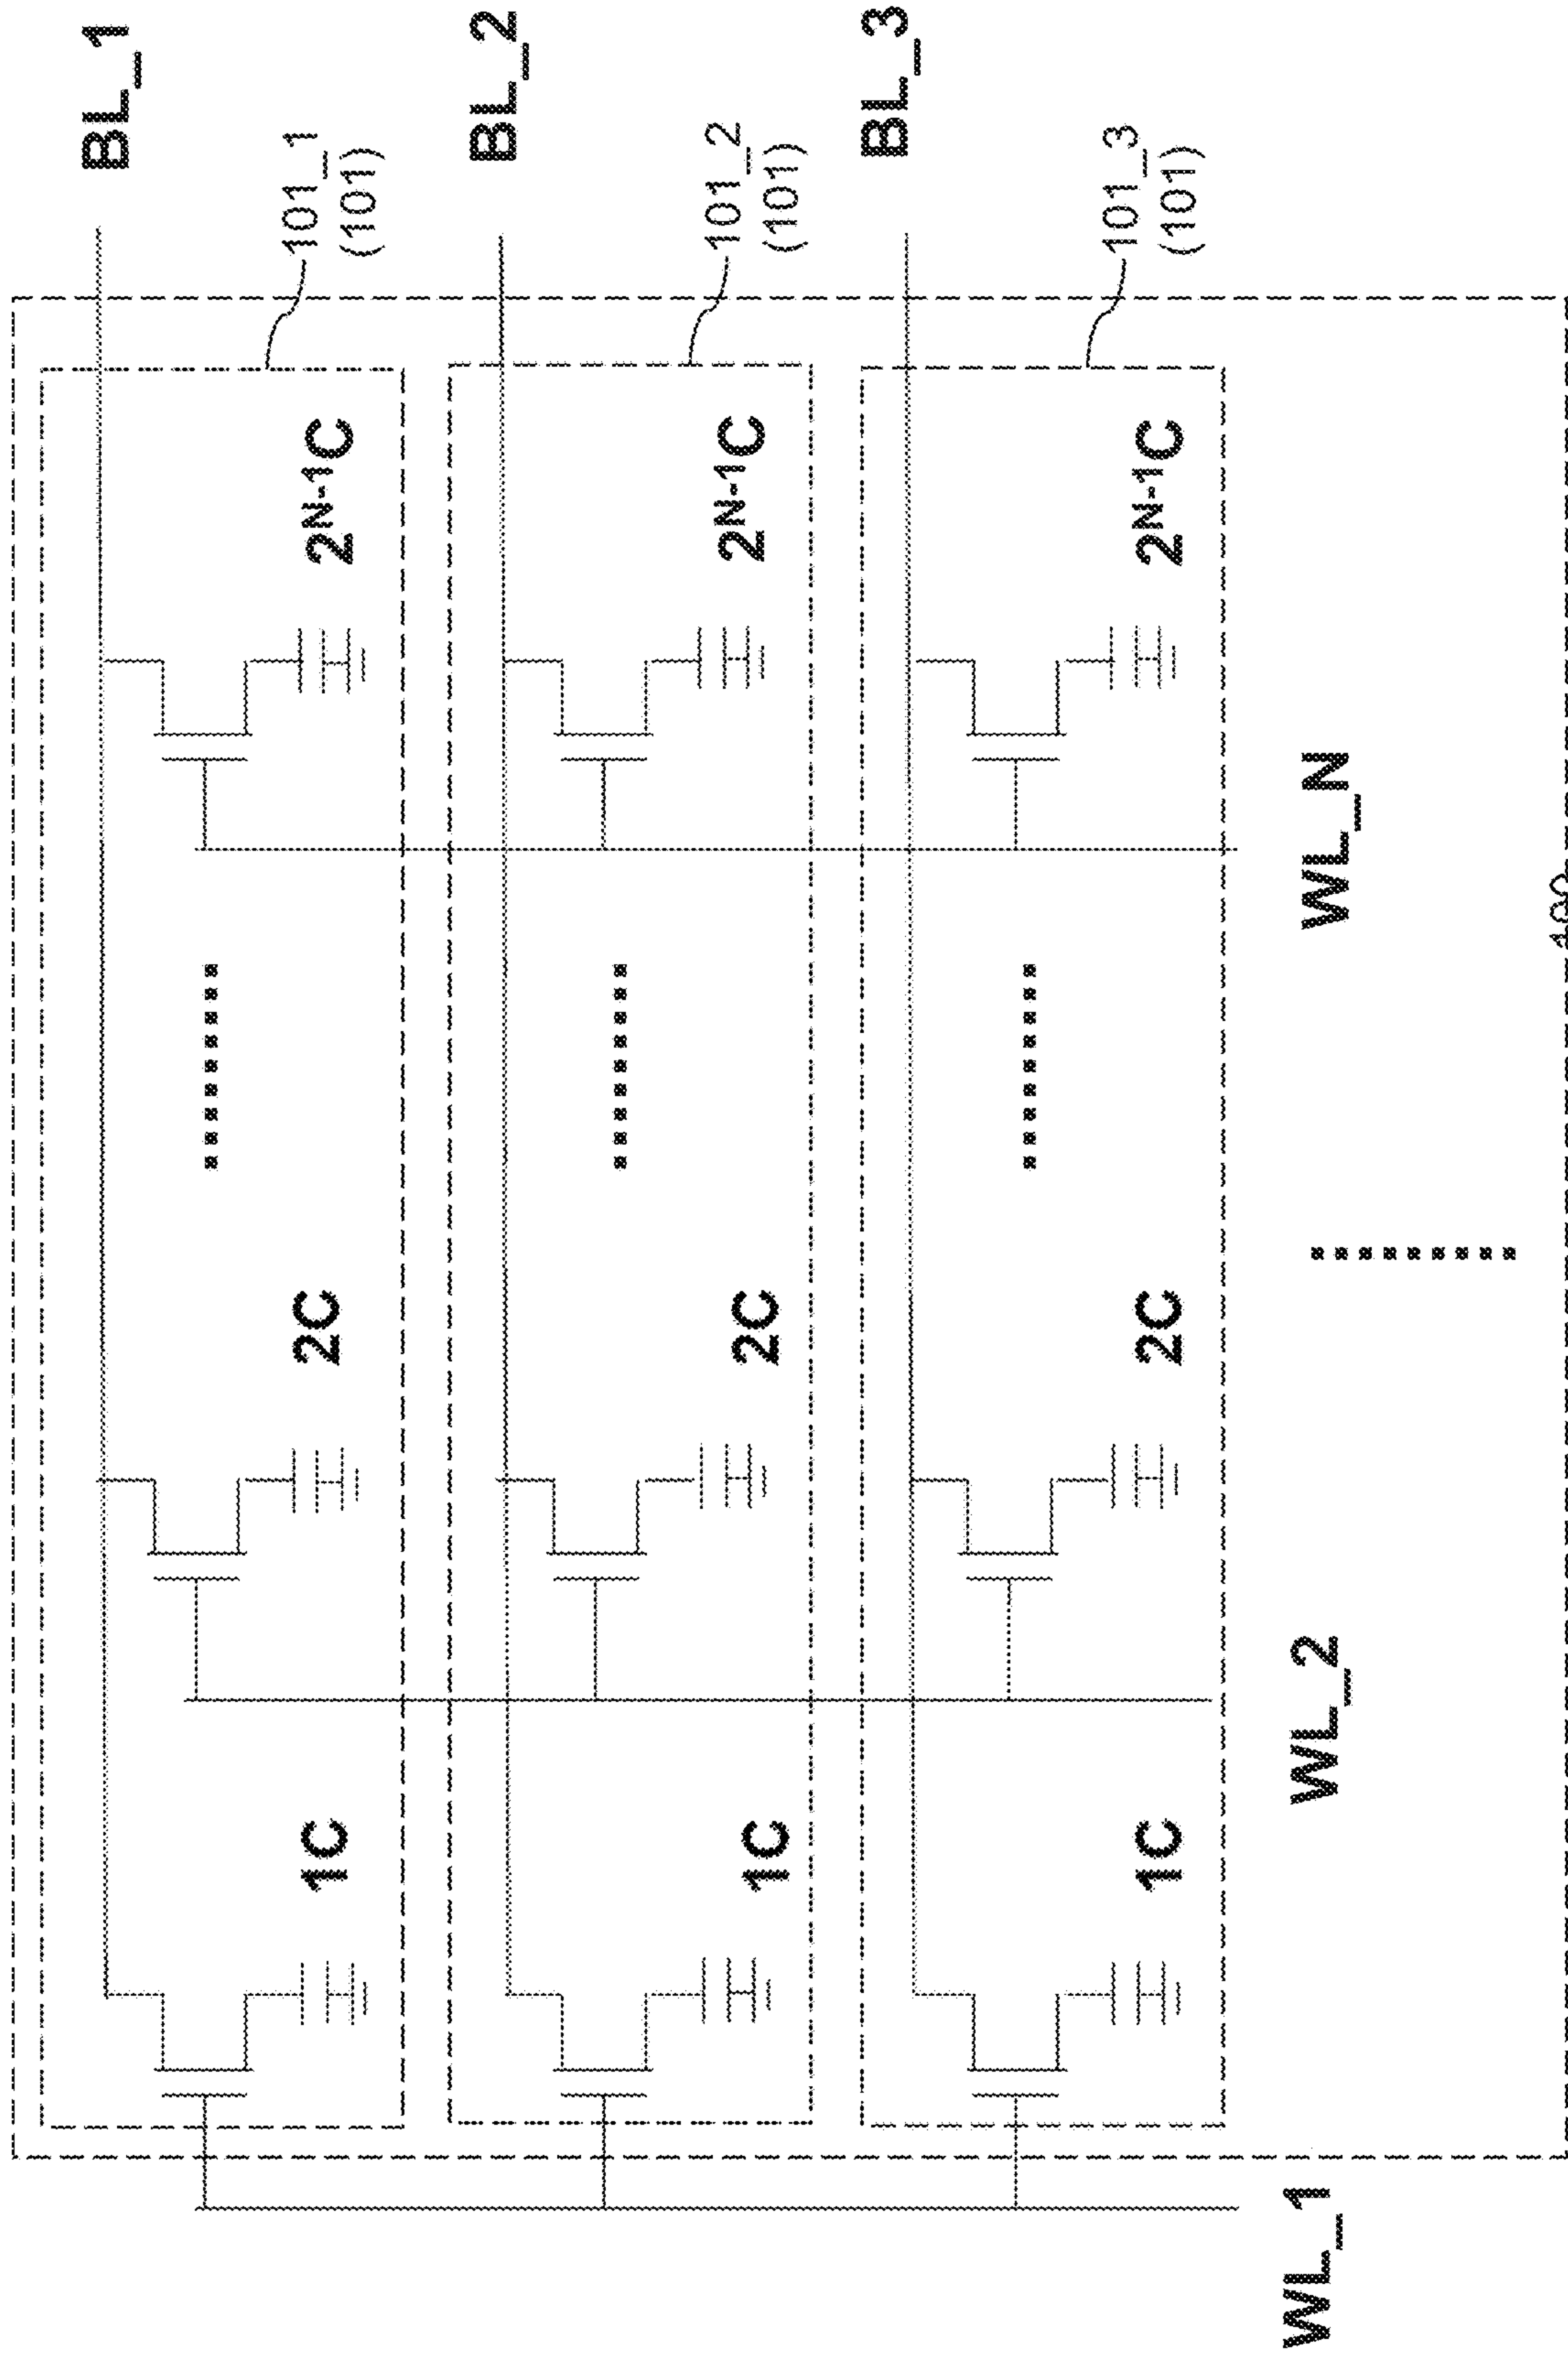 BL_1
101_1
(101)
1C 2C 2ᴺ⁻¹C
BL_2
101_2
(101)
1C 2C 2ᴺ⁻¹C
BL_3
101_3
(101)
1C 2C 2ᴺ⁻¹C
WL_1 WL_2 WL_N